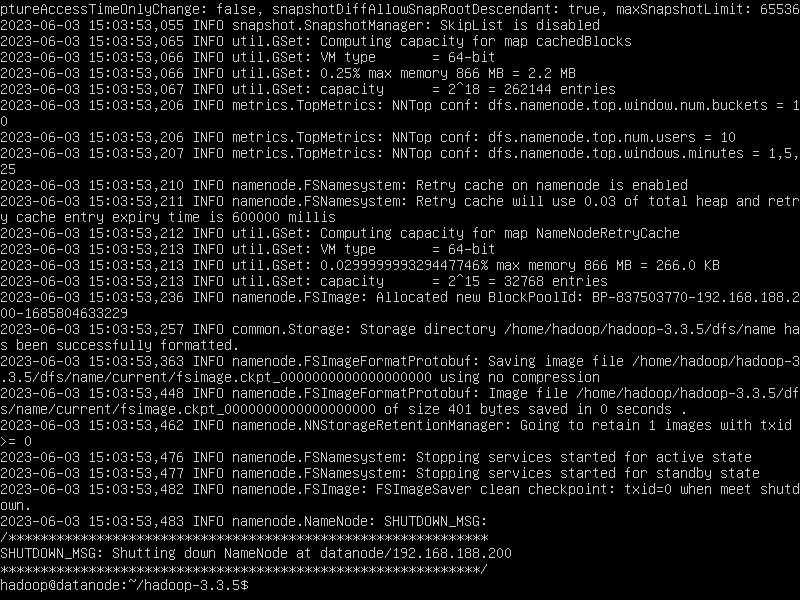 ptureAccessTimeOnlyChange: false, snapshotDiffAllowSnapRootDescendant: true, maxSnapshotLimit: 65536
2023-06-03 15:03:53,055 INFO snapshot.SnapshotManager: SkipList is disabled
2023-06-03 15:03:53,065 INFO util.GSet: Computing capacity for map cachedBlocks
2023-06-03 15:03:53,066 INFO util.GSet: VM type       = 64-bit
2023-06-03 15:03:53,066 INFO util.GSet: 0.25% max memory 866 MB = 2.2 MB
2023-06-03 15:03:53,067 INFO util.GSet: capacity      = 2^18 = 262144 entries
2023-06-03 15:03:53,206 INFO metrics.TopMetrics: NNTop conf: dfs.namenode.top.window.num.buckets = 1
0
2023-06-03 15:03:53,206 INFO metrics.TopMetrics: NNTop conf: dfs.namenode.top.num.users = 10
2023-06-03 15:03:53,207 INFO metrics.TopMetrics: NNTop conf: dfs.namenode.top.windows.minutes = 1,5,
25
2023-06-03 15:03:53,210 INFO namenode.FSNamesystem: Retry cache on namenode is enabled
2023-06-03 15:03:53,211 INFO namenode.FSNamesystem: Retry cache will use 0.03 of total heap and retr
y cache entry expiry time is 600000 millis
2023-06-03 15:03:53,212 INFO util.GSet: Computing capacity for map NameNodeRetryCache
2023-06-03 15:03:53,213 INFO util.GSet: VM type       = 64-bit
2023-06-03 15:03:53,213 INFO util.GSet: 0.029999999329447746% max memory 866 MB = 266.0 KB
2023-06-03 15:03:53,213 INFO util.GSet: capacity      = 2^15 = 32768 entries
2023-06-03 15:03:53,236 INFO namenode.FSImage: Allocated new BlockPoolId: BP-837503770-192.168.188.2
00-1685804633229
2023-06-03 15:03:53,257 INFO common.Storage: Storage directory /home/hadoop/hadoop-3.3.5/dfs/name ha
s been successfully formatted.
2023-06-03 15:03:53,363 INFO namenode.FSImageFormatProtobuf: Saving image file /home/hadoop/hadoop-3
.3.5/dfs/name/current/fsimage.ckpt_0000000000000000000 using no compression
2023-06-03 15:03:53,448 INFO namenode.FSImageFormatProtobuf: Image file /home/hadoop/hadoop-3.3.5/df
s/name/current/fsimage.ckpt_0000000000000000000 of size 401 bytes saved in 0 seconds .
2023-06-03 15:03:53,462 INFO namenode.NNStorageRetentionManager: Going to retain 1 images with txid 
>= 0
2023-06-03 15:03:53,476 INFO namenode.FSNamesystem: Stopping services started for active state
2023-06-03 15:03:53,477 INFO namenode.FSNamesystem: Stopping services started for standby state
2023-06-03 15:03:53,482 INFO namenode.FSImage: FSImageSaver clean checkpoint: txid=0 when meet shutd
own.
2023-06-03 15:03:53,483 INFO namenode.NameNode: SHUTDOWN_MSG:
/************************************************************
SHUTDOWN_MSG: Shutting down NameNode at datanode/192.168.188.200
************************************************************/
hadoop@datanode:~/hadoop-3.3.5$